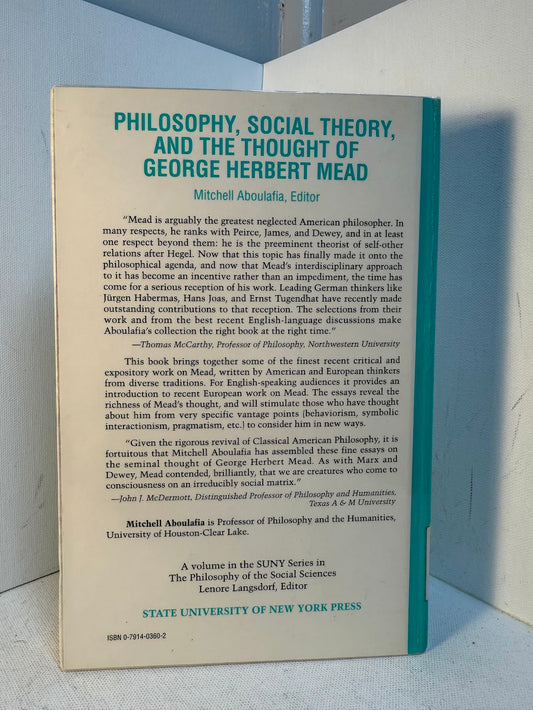 PHILOSOPHY, SOCIAL THEORY,
AND THE THOUGHT OF
GEORGE HERBERT MEAD
Mitchell Aboulafia, Editor
"Mead is arguably the greatest neglected American philosopher. In
many respects, he ranks with Peirce, James, and Dewey, and in at least
one respect beyond them: he is the preeminent theorist of self-other
relations after Hegel. Now that this topic has finally made it onto the
philosophical agenda, and now that Mead's interdisciplinary approach
to it has become an incentive rather than an impediment, the time has
come for a serious reception of his work. Leading German thinkers like
Jürgen Habermas, Hans Joas, and Ernst Tugendhat have recently made
outstanding contributions to that reception. The selections from their
work and from the best recent English-language discussions make
Aboulafia's collection the right book at the right time."
—Thomas McCarthy, Professor of Philosophy, Northwestern University
This book brings together some of the finest recent critical and
expository work on Mead, written by American and European thinkers
from diverse traditions. For English-speaking audiences it provides an
introduction to recent European work on Mead. The essays reveal the
richness of Mead's thought, and will stimulate those who have thought
about him from very specific vantage points (behaviorism, symbolic
interactionism, pragmatism, etc.) to consider him in new ways.
"Given the rigorous revival of Classical American Philosophy, it is
fortuitous that Mitchell Aboulafia has assembled these fine essays on
the seminal thought of George Herbert Mead. As with Marx and
Dewey, Mead contended, brilliantly, that we are creatures who come to
consciousness on an irreducibly social matrix."
—John J. McDermott, Distinguished Professor of Philosophy and Humanities,
Texas A & M University
Mitchell Aboulafia is Professor of Philosophy and the Humanities,
University of Houston-Clear Lake.
A volume in the SUNY Series in
The Philosophy of the Social Sciences
Lenore Langsdorf, Editor
STATE UNIVERSITY OF NEW YORK PRESS
ISBN 0-7914-0360-2